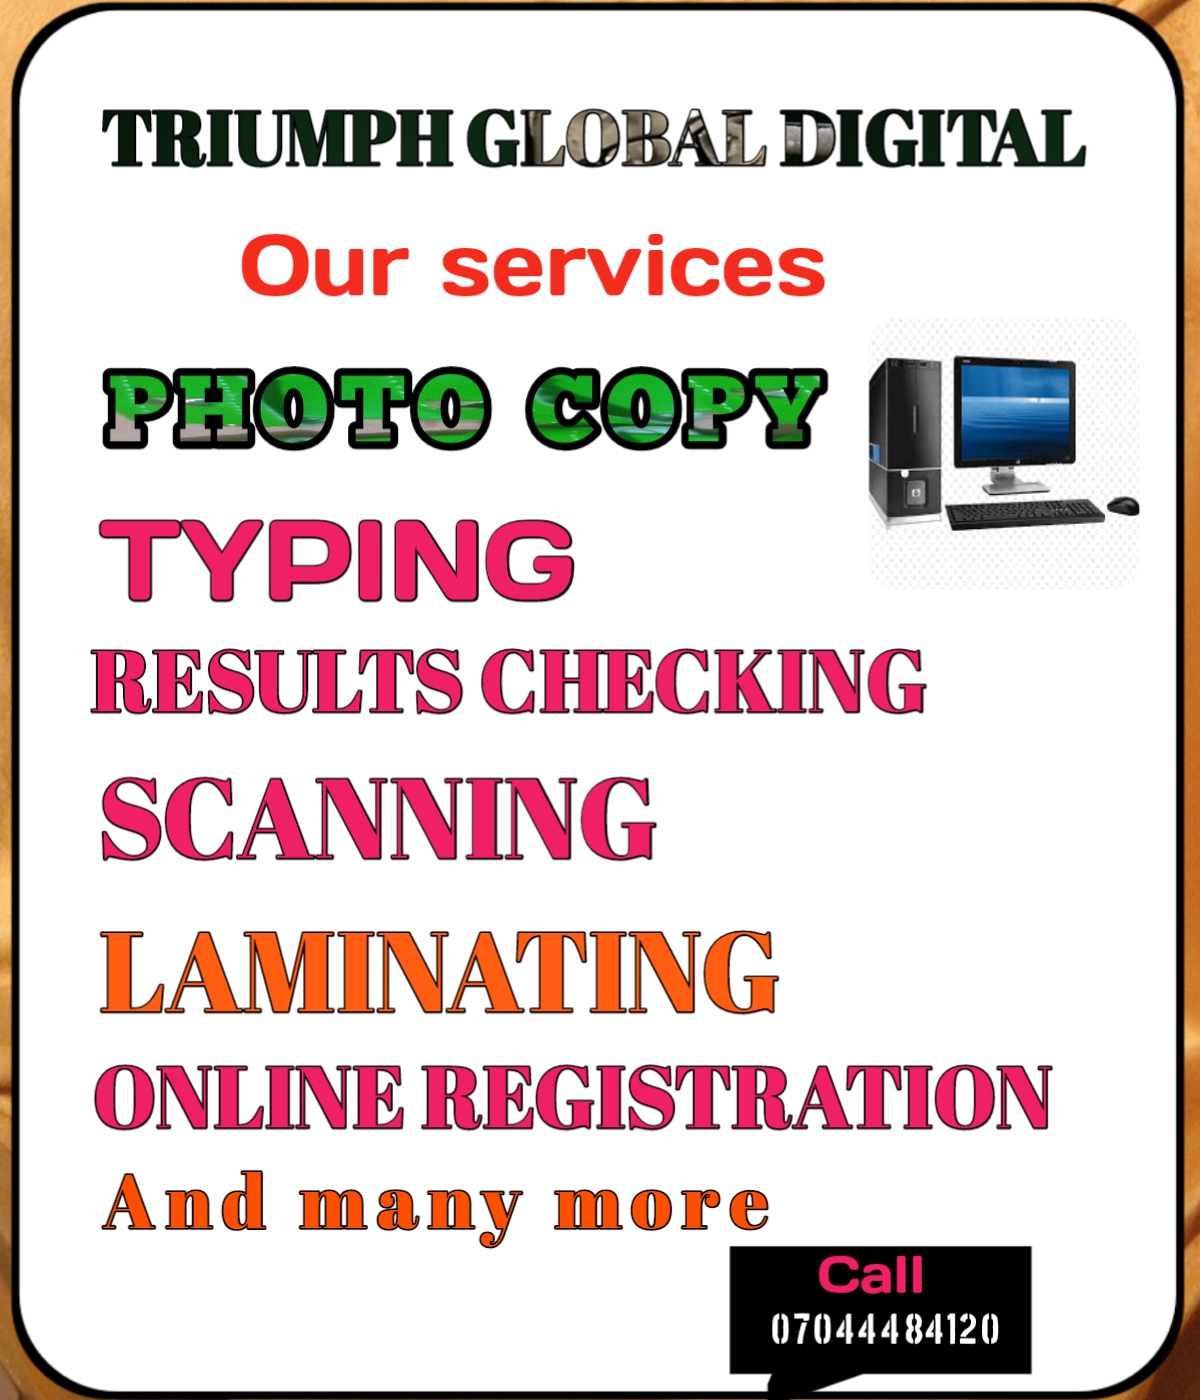 TRIUMPH GLOBAL DIGITAL
Our services
PHOTO COPY
TYPING
RESULTS CHECKING
SCANNING
LAMINATING
ONLINE REGISTRATION
And many more
Call
07044484120